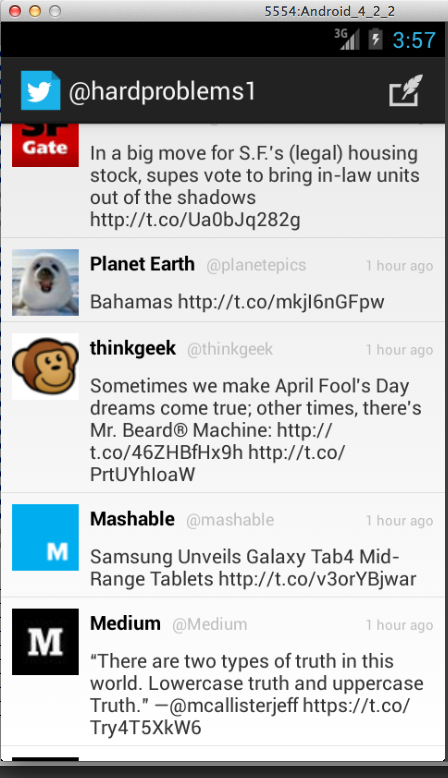 5554:Android_4_2_2
3G 3:57
@hardproblems1
SF
Gate
In a big move for S.F.'s (legal) housing
stock, supes vote to bring in-law units
out of the shadows
http://t.co/Ua0bJq282g
Planet Earth @planetepics 1 hour ago
Bahamas http://t.co/mkjI6nGFpw
thinkgeek @thinkgeek 1 hour ago
Sometimes we make April Fool's Day
dreams come true; other times, there's
Mr. Beard® Machine: http://
t.co/46ZHBfHx9h http://t.co/
PrtUYhIoaW
Mashable @mashable 1 hour ago
M
Samsung Unveils Galaxy Tab4 Mid-
Range Tablets http://t.co/v3orYBjwar
Medium @Medium 1 hour ago
M
“There are two types of truth in this
world. Lowercase truth and uppercase
Truth.” —@mcallisterjeff https://t.co/
Try4T5XkW6